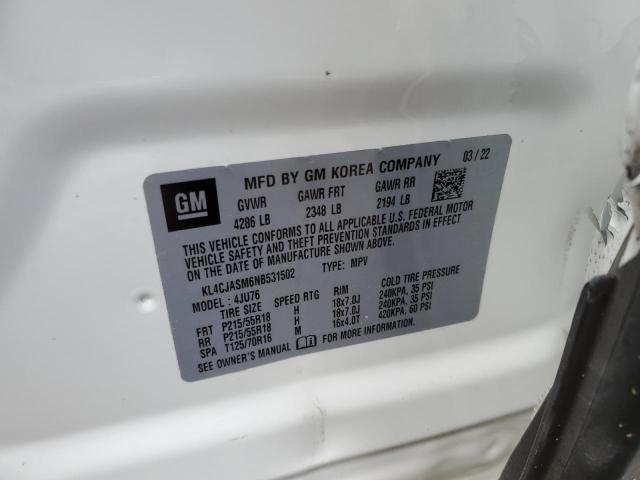 GM
MFD BY GM KOREA COMPANY 03 / 22
GVWR GAWR FRT GAWR RR
4286 LB 2348 LB 2194 LB
THIS VEHICLE CONFORMS TO ALL APPLICABLE U.S. FEDERAL MOTOR
VEHICLE SAFETY AND THEFT PREVENTION STANDARDS IN EFFECT
ON THE DATE OF MANUFACTURE SHOWN ABOVE.
KL4CJASM6NB531502 TYPE: MPV
MODEL: 4JU76
TIRE SIZE SPEED RTG RIM COLD TIRE PRESSURE
FRT P215/55R18 H 18x7.0J 240KPA, 35 PSI
RR P215/55R18 H 18x7.0J 240KPA, 35 PSI
SPA T125/70R16 M 16x4.0T 420KPA, 60 PSI
SEE OWNER'S MANUAL FOR MORE INFORMATION.